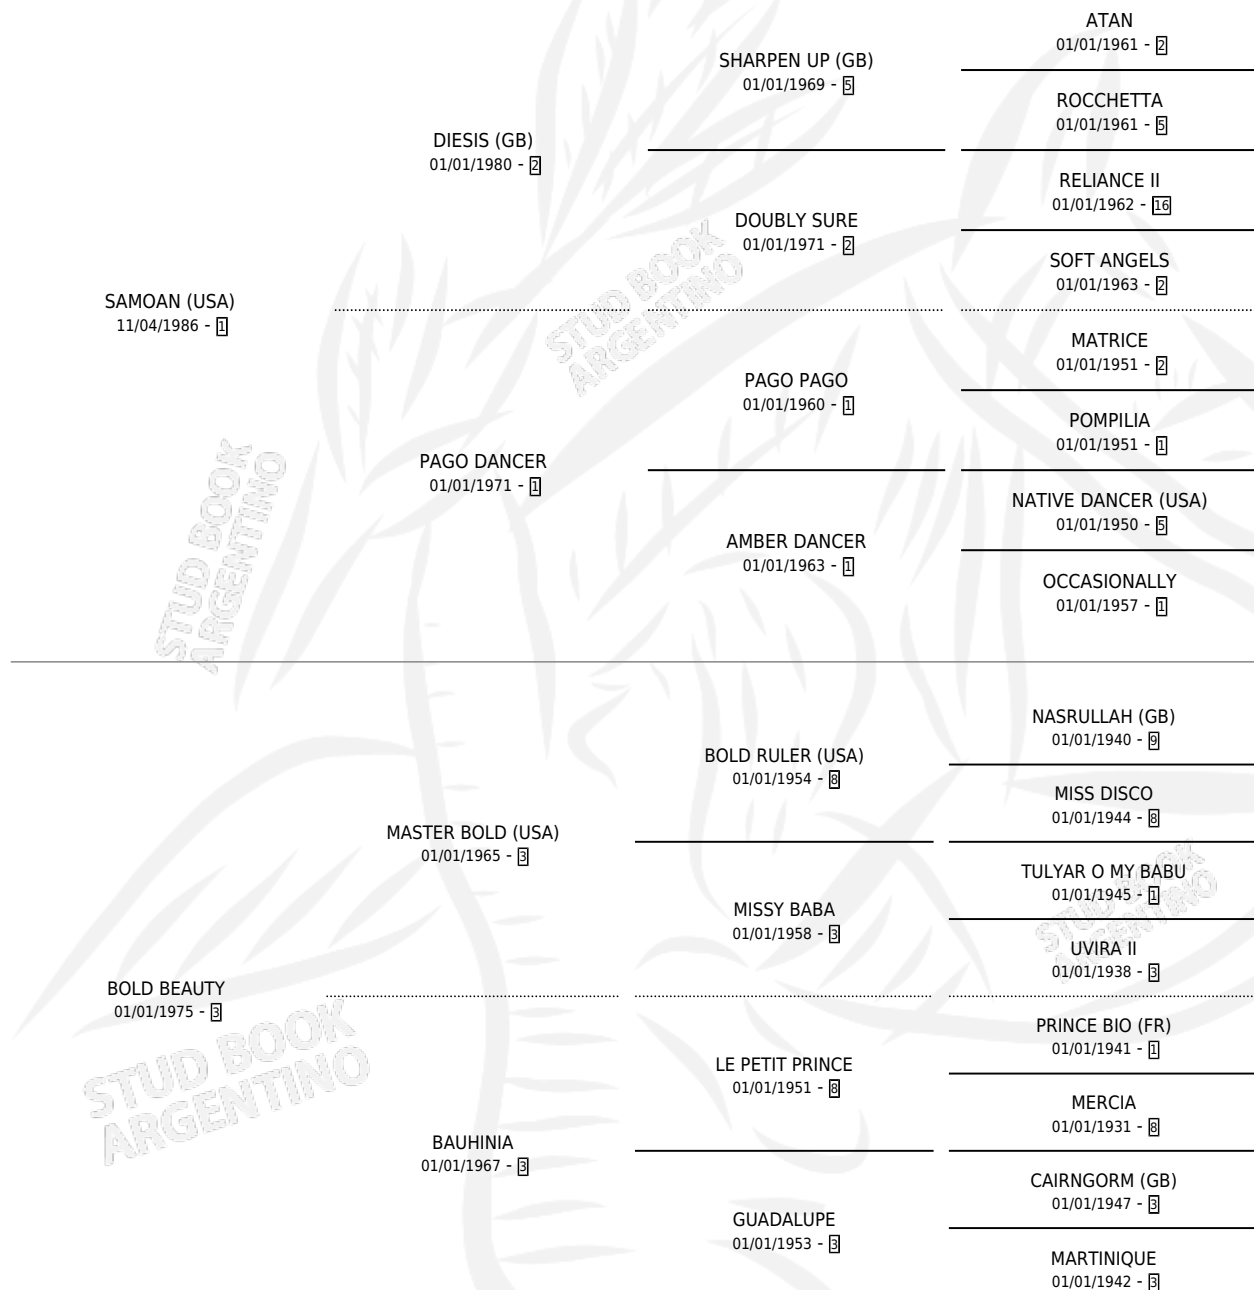 ATAN
01/01/1961 - 2
SHARPEN UP (GB)
01/01/1969 - 5
ROCCHETTA
01/01/1961 - 5
DIESIS (GB)
01/01/1980 - 2
RELIANCE II
01/01/1962 - 16
DOUBLY SURE
01/01/1971 - 2
SOFT ANGELS
01/01/1963 - 2
SAMOAN (USA)
11/04/1986 - 1
MATRICE
01/01/1951 - 2
PAGO PAGO
01/01/1960 - 1
POMPILIA
01/01/1951 - 1
PAGO DANCER
01/01/1971 - 1
NATIVE DANCER (USA)
01/01/1950 - 5
AMBER DANCER
01/01/1963 - 1
OCCASIONALLY
01/01/1957 - 1
STUD BOOK
ARGENTINO
STUD BOOK
ARGENTINO
NASRULLAH (GB)
01/01/1940 - 9
BOLD RULER (USA)
01/01/1954 - 8
MISS DISCO
01/01/1944 - 8
MASTER BOLD (USA)
01/01/1965 - 3
TULYAR O MY BABU
01/01/1945 - 1
MISSY BABA
01/01/1958 - 3
UVIRA II
01/01/1938 - 3
BOLD BEAUTY
01/01/1975 - 3
PRINCE BIO (FR)
01/01/1941 - 1
LE PETIT PRINCE
01/01/1951 - 8
MERCIA
01/01/1931 - 8
BAUHINIA
01/01/1967 - 3
CAIRNGORM (GB)
01/01/1947 - 3
GUADALUPE
01/01/1953 - 3
MARTINIQUE
01/01/1942 - 3
STUD BOOK
ARGENTINO
STUD BOOK
ARGENTINO